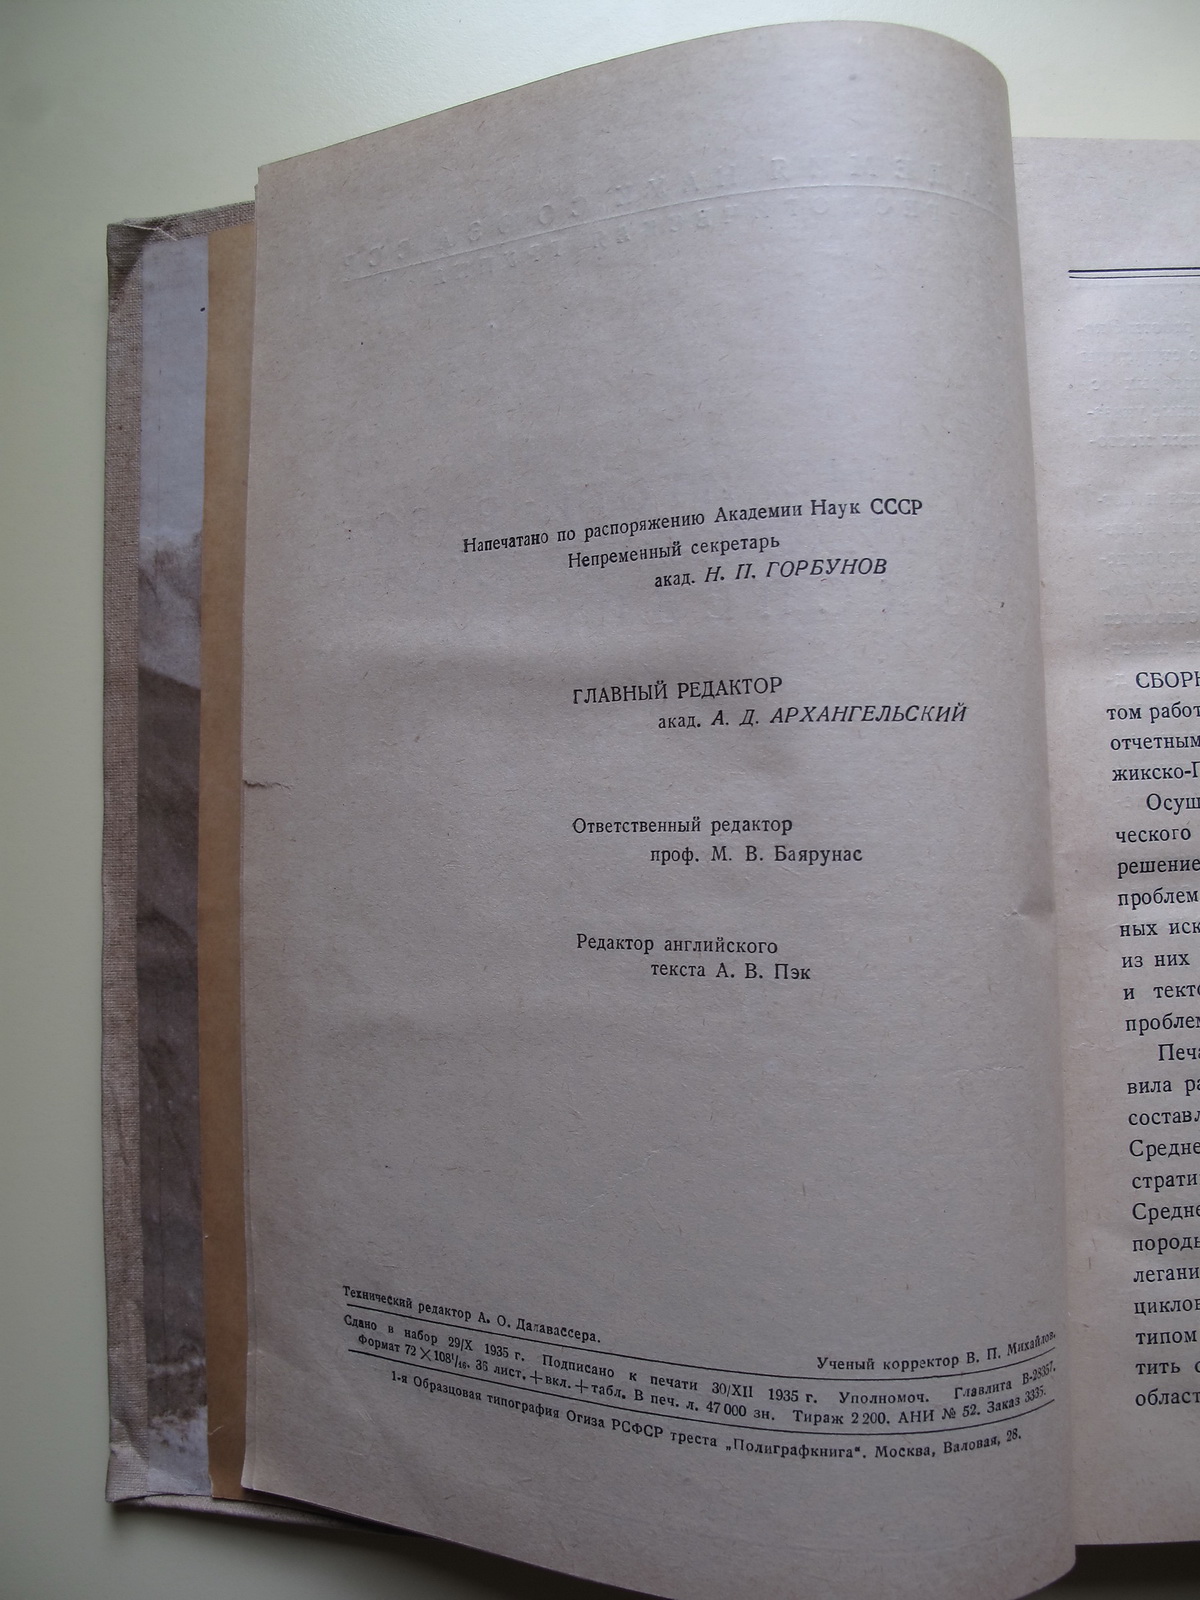 Напечатано по распоряжению Академии Наук СССР
Непременный секретарь
акад. Н. П. ГОРБУНОВ
ГЛАВНЫЙ РЕДАКТОР
акад. А. Д. АРХАНГЕЛЬСКИЙ
Ответственный редактор
проф. М. В. Баярунас
Редактор английского
текста А. В. Пэк
Технический редактор А. О. Далавассера.
Ученый корректор В. П. Михайлов.
Сдано в набор 29/X 1935 г. Подписано к печати 30/XII 1935 г. Уполномоч. Главлита В-28357.
Формат 72×108¹/₁₆. 35 лист. + вкл. + табл. В печ. л. 47 000 зн. Тираж 2 200. АНИ № 52. Заказ 3335.
1-я Образцовая типография Огиза РСФСР треста „Полиграфкнига“. Москва, Валовая, 28.
СБОРН
том работ
отчетным
жикско-П
Осущ
ческого
решение
проблем
ных иск
из них
и текто
проблем
Печа
вила ра
составл
Средне
страти
Средне
породы
легани
циклов
типом
тить с
област